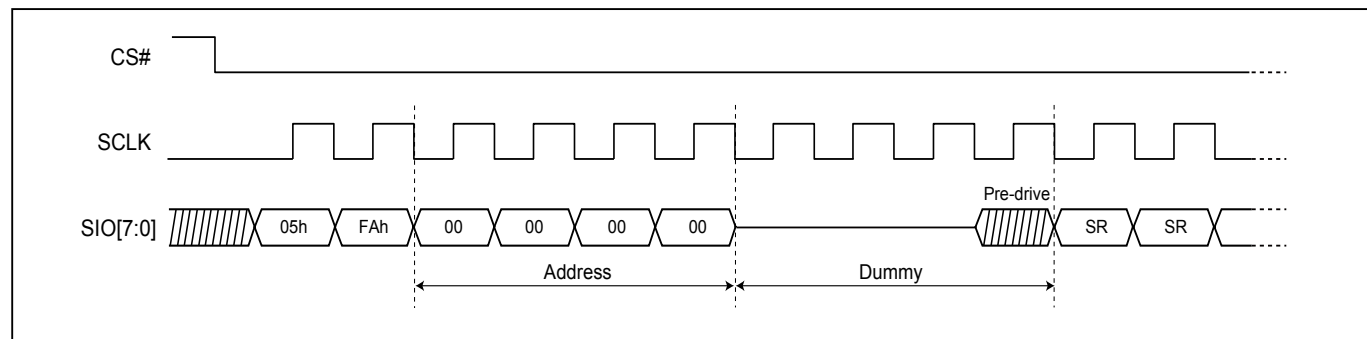 CS#
SCLK
Pre-drive
SIO[7:0] 05h FAh 00 00 00 00 SR SR
Address Dummy